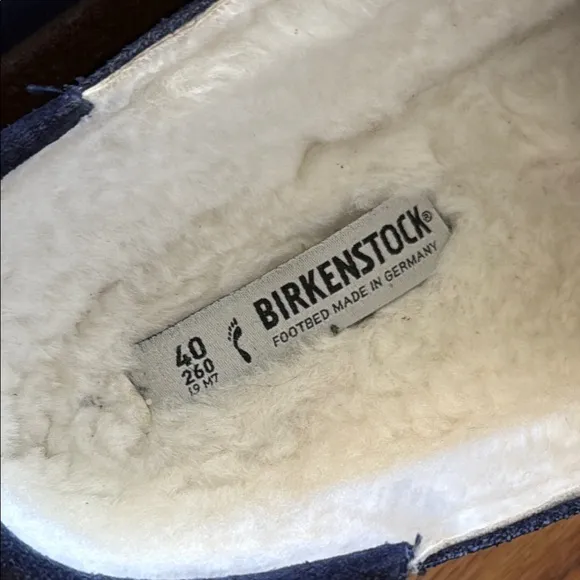 BIRKENSTOCK®
FOOTBED MADE IN GERMANY
40
260
L9 M7